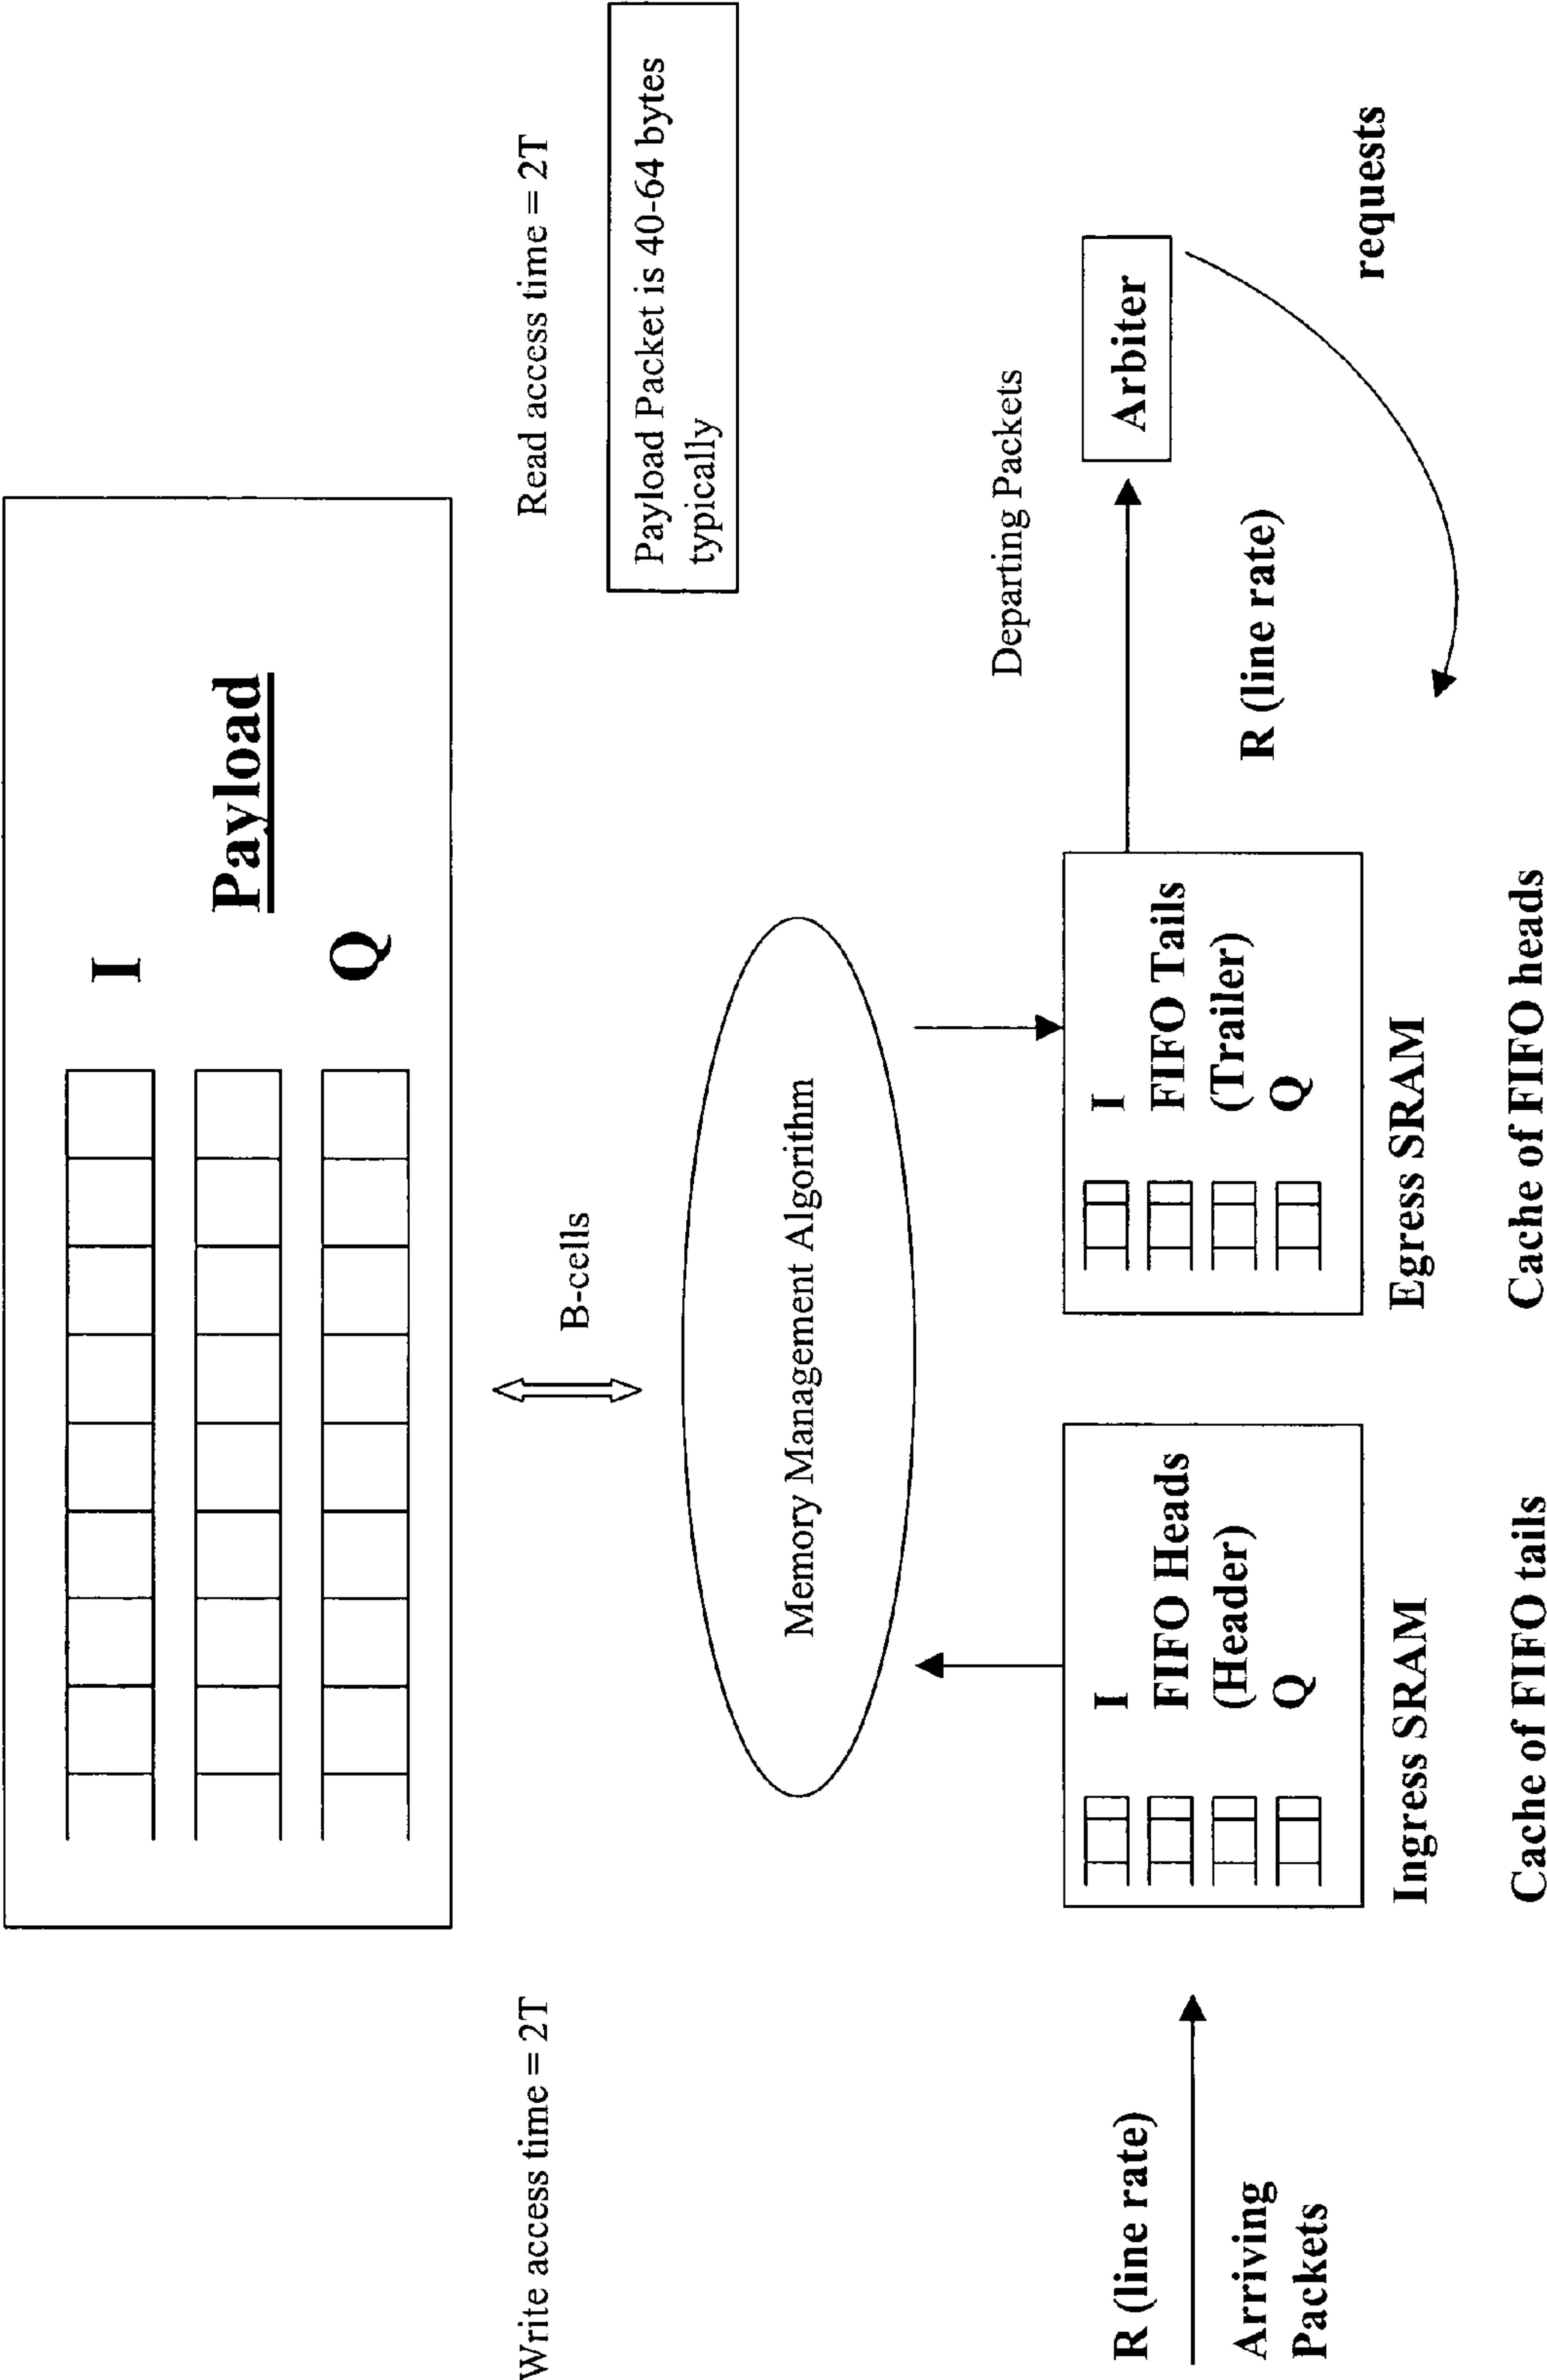 I
Payload
Q
Write access time = 2T
B-cells
Read access time = 2T
Payload Packet is 40-64 bytes
typically
Memory Management Algorithm
R (line rate)
Arriving
Packets
I
FIFO Heads
(Header)
Q
Ingress SRAM
Cache of FIFO tails
I
FIFO Tails
(Trailer)
Q
Egress SRAM
Cache of FIFO heads
Departing Packets
R (line rate)
Arbiter
requests